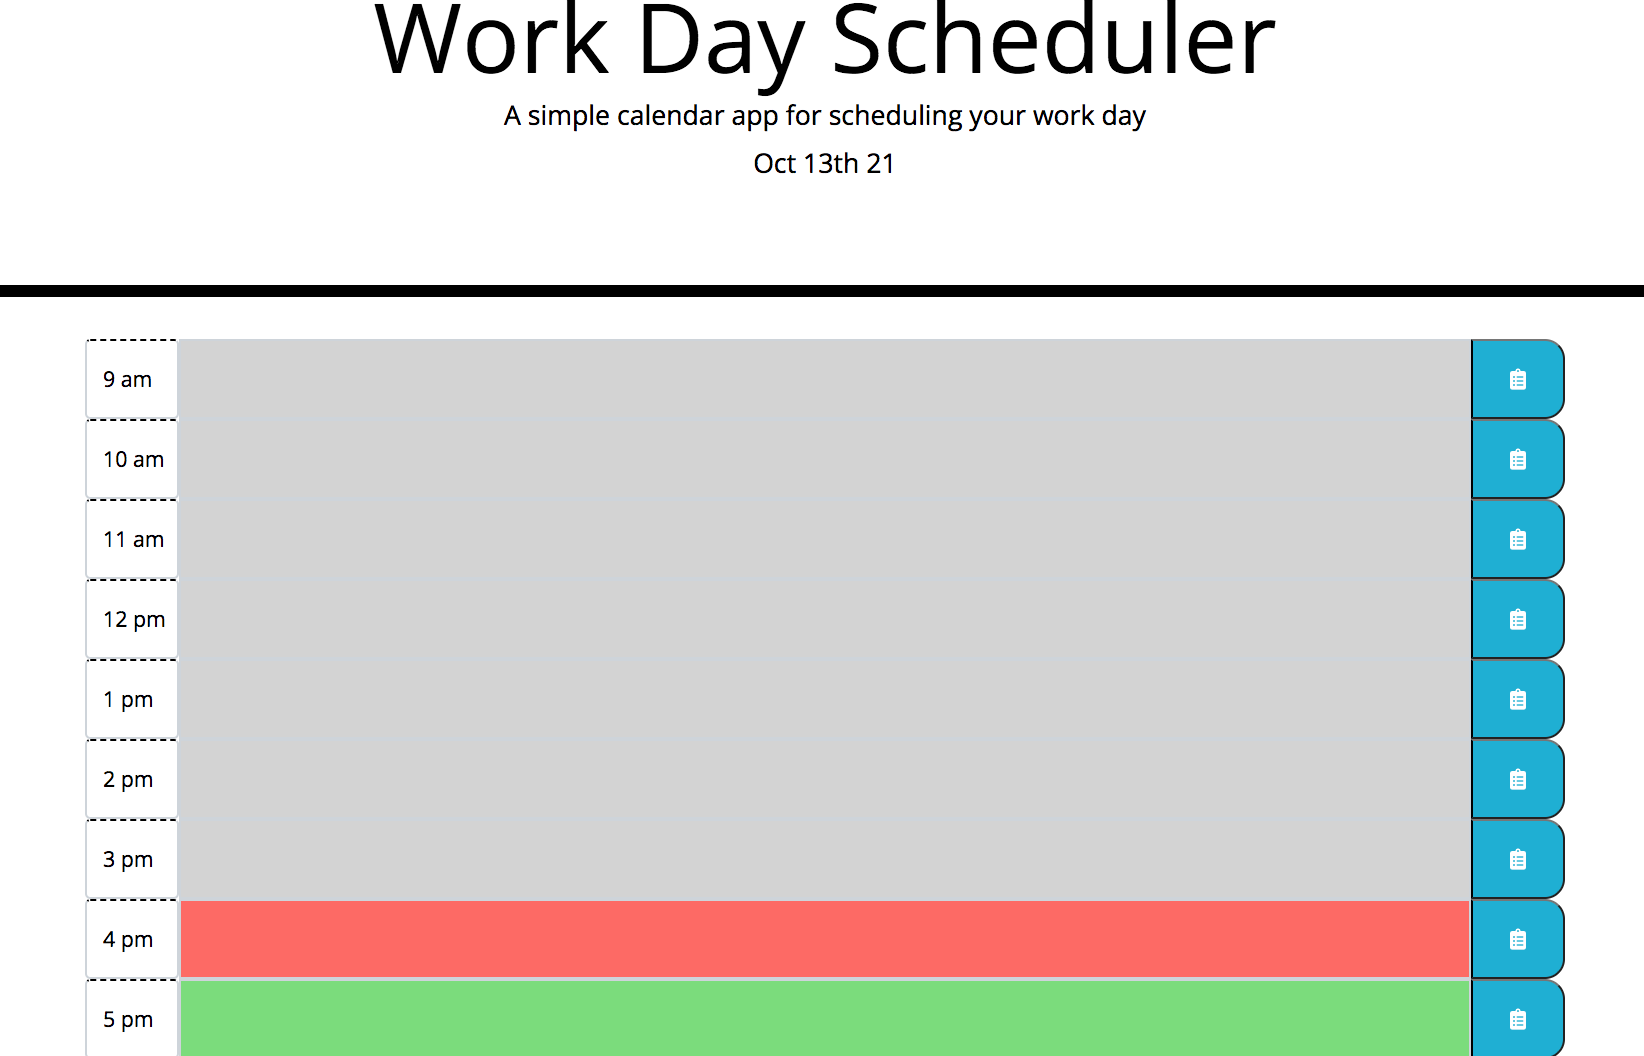 Work Day Scheduler
A simple calendar app for scheduling your work day
Oct 13th 21
9 am
10 am
11 am
12 pm
1 pm
2 pm
3 pm
4 pm
5 pm